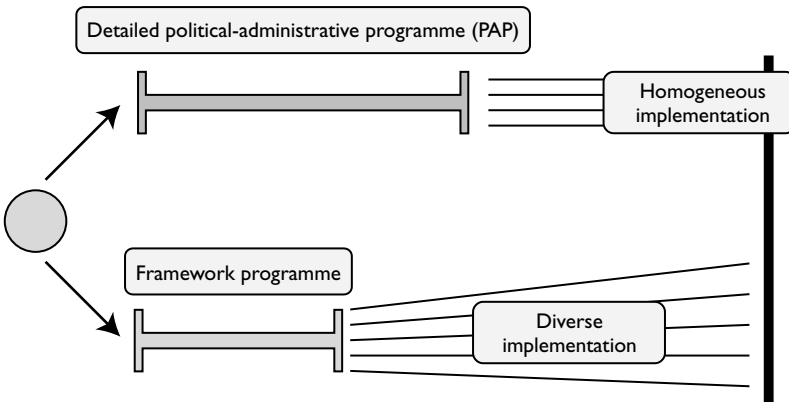 Detailed political-administrative programme (PAP)
Homogeneous
implementation
Framework programme
Diverse
implementation